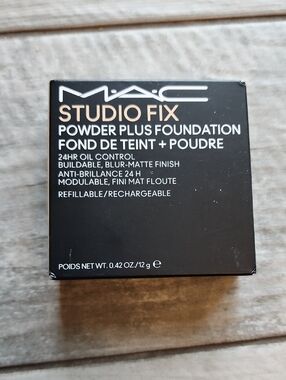 M·A·C
STUDIO FIX
POWDER PLUS FOUNDATION
FOND DE TEINT + POUDRE
24HR OIL CONTROL
BUILDABLE, BLUR-MATTE FINISH
ANTI-BRILLANCE 24 H
MODULABLE, FINI MAT FLOUTE
REFILLABLE/RECHARGEABLE
POIDS NET WT. 0.42 OZ./12 g ℮